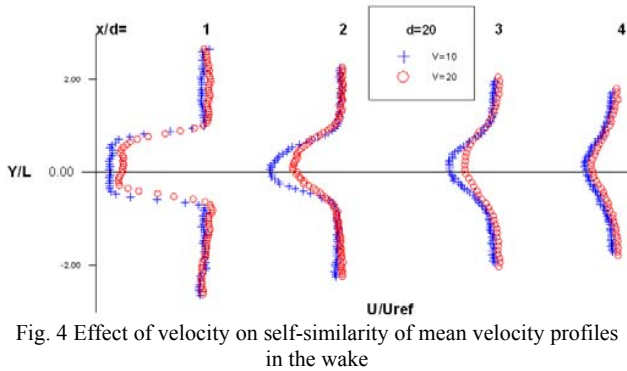 x/d= 1 2 3 4
d=20
V=10
V=20
2.00
Y/L 0.00
-2.00
U/Uref
Fig. 4 Effect of velocity on self-similarity of mean velocity profiles
in the wake